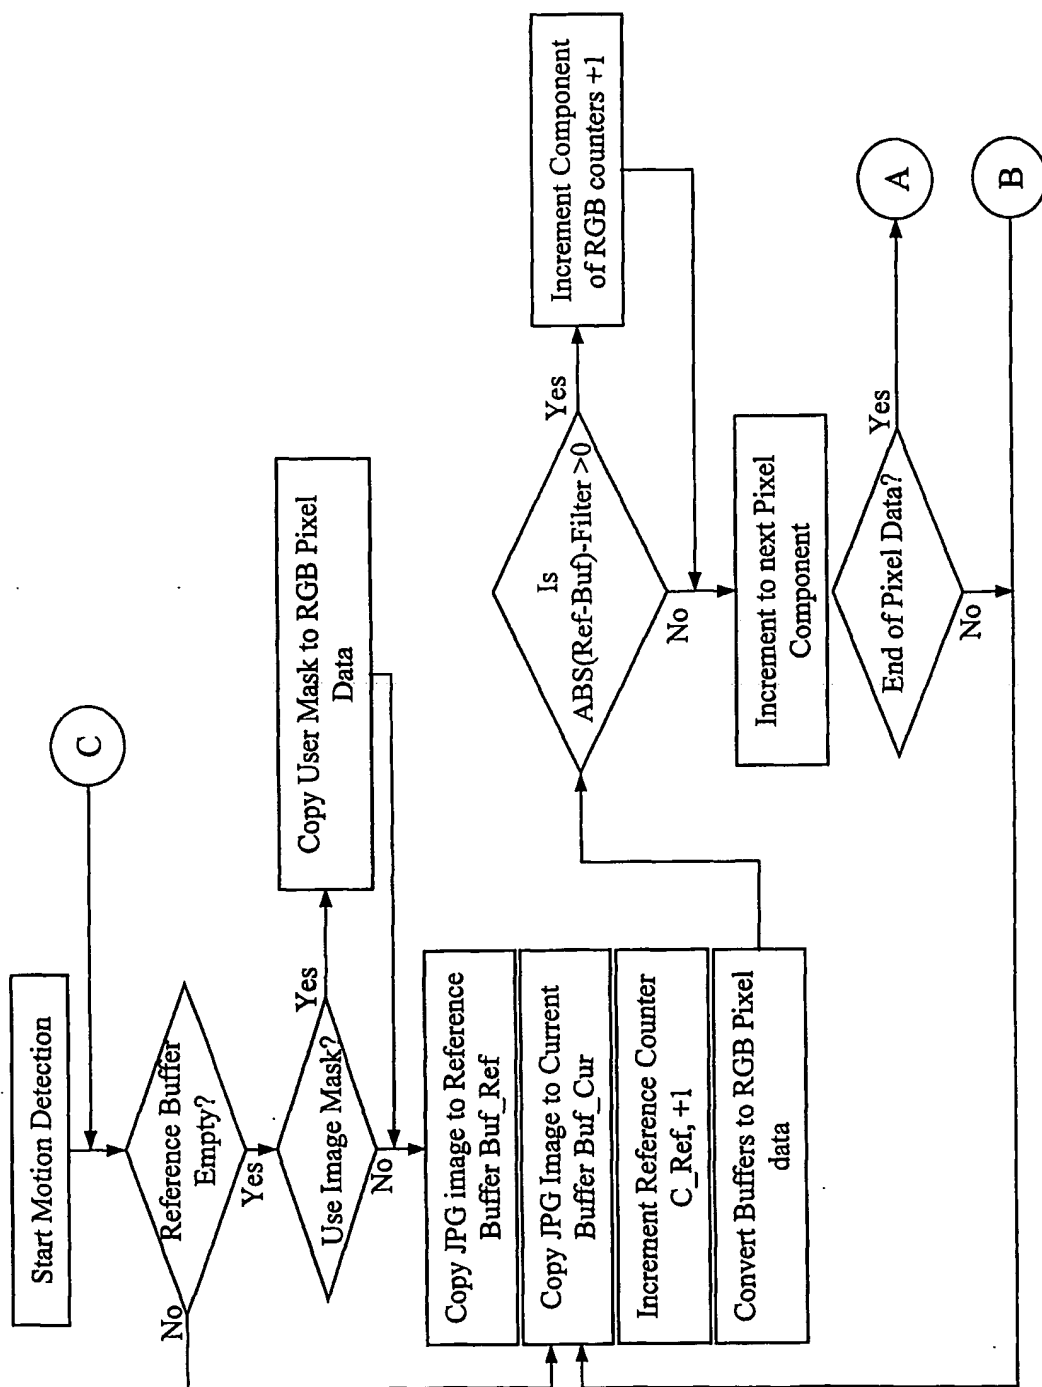 Start Motion Detection
C
Reference Buffer
Empty?
No
Yes
Use Image Mask?
Yes
No
Copy User Mask to RGB Pixel
Data
Copy JPG image to Reference
Buffer Buf_Ref
Copy JPG Image to Current
Buffer Buf_Cur
Increment Reference Counter
C_Ref, +1
Convert Buffers to RGB Pixel
data
Is
ABS(Ref-Buf)-Filter >0
Yes
No
Increment Component
of RGB counters +1
Increment to next Pixel
Component
End of Pixel Data?
Yes
No
A
B